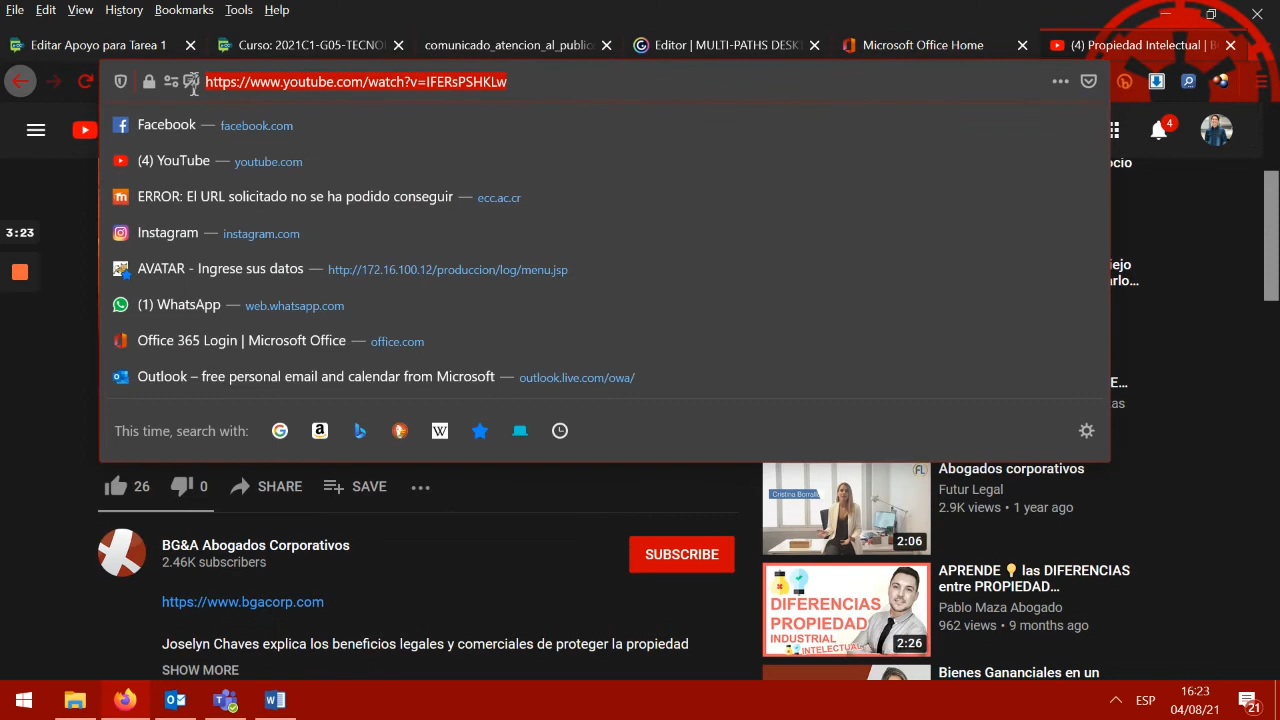 File Edit View History Bookmarks Tools Help
Editar Apoyo para Tarea 1
Curso: 2021C1-G05-TECNOL
comunicado_atencion_al_publico
Editor | MULTI-PATHS DESK
Microsoft Office Home
(4) Propiedad Intelectual | B
https://www.youtube.com/watch?v=IFERsPSHKLw
Facebook — facebook.com
(4) YouTube — youtube.com
4
ocio
ERROR: El URL solicitado no se ha podido conseguir — ecc.ac.cr
3:23
Instagram — instagram.com
AVATAR - Ingrese sus datos — http://172.16.100.12/produccion/log/menu.jsp
ejo
arlo...
(1) WhatsApp — web.whatsapp.com
Office 365 Login | Microsoft Office — office.com
Outlook – free personal email and calendar from Microsoft — outlook.live.com/owa/
E...
as
This time, search with:
26 0 SHARE SAVE
BG&A Abogados Corporativos
2.46K subscribers
SUBSCRIBE
https://www.bgacorp.com
Joselyn Chaves explica los beneficios legales y comerciales de proteger la propiedad
SHOW MORE
2:06
Abogados corporativos
Futur Legal
2.9K views • 1 year ago
DIFERENCIAS
PROPIEDAD
INDUSTRIAL
INTELECTUAL
2:26
APRENDE 💡 las DIFERENCIAS
entre PROPIEDAD...
Pablo Maza Abogado
962 views • 9 months ago
Bienes Gananciales en un
ESP
16:23
04/08/21
21